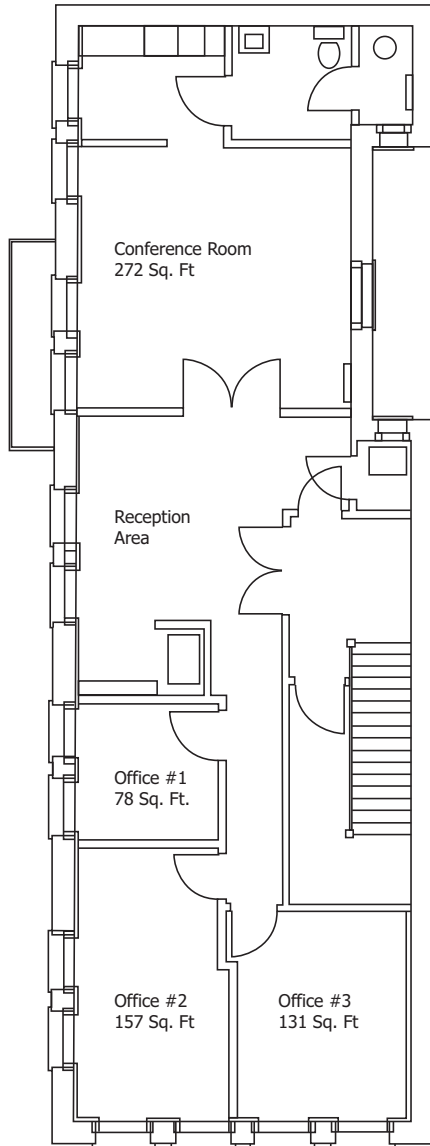 Conference Room
272 Sq. Ft
Reception
Area
Office #1
78 Sq. Ft.
Office #2
157 Sq. Ft
Office #3
131 Sq. Ft